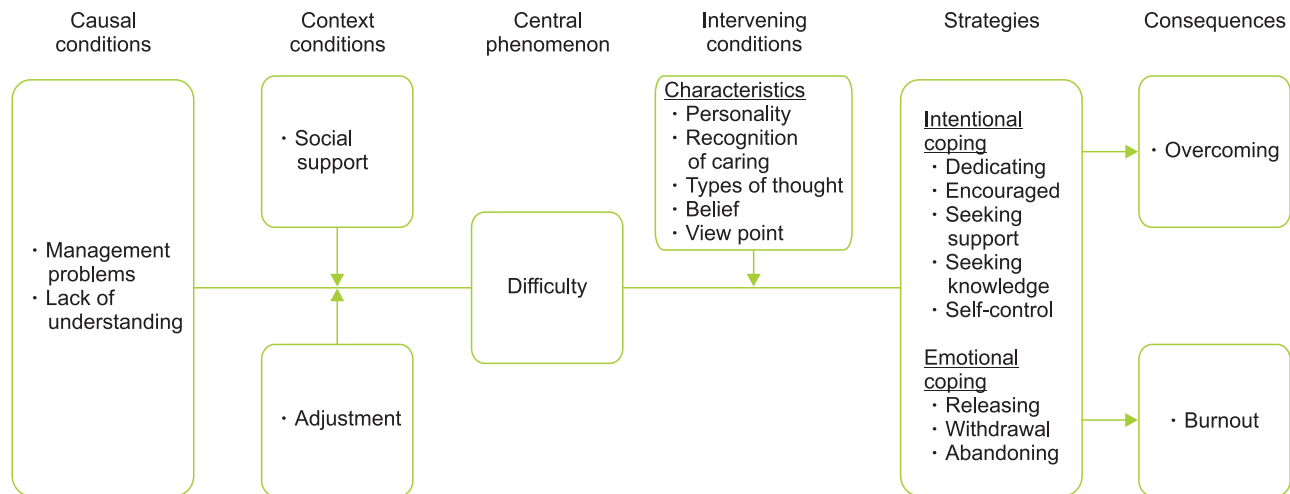 Causal
conditions
Context
conditions
Central
phenomenon
Intervening
conditions
Strategies
Consequences
· Management
problems
· Lack of
understanding
· Social
support
· Adjustment
Difficulty
Characteristics
· Personality
· Recognition
of caring
· Types of thought
· Belief
· View point
Intentional
coping
· Dedicating
· Encouraged
· Seeking
support
· Seeking
knowledge
· Self-control
Emotional
coping
· Releasing
· Withdrawal
· Abandoning
· Overcoming
· Burnout